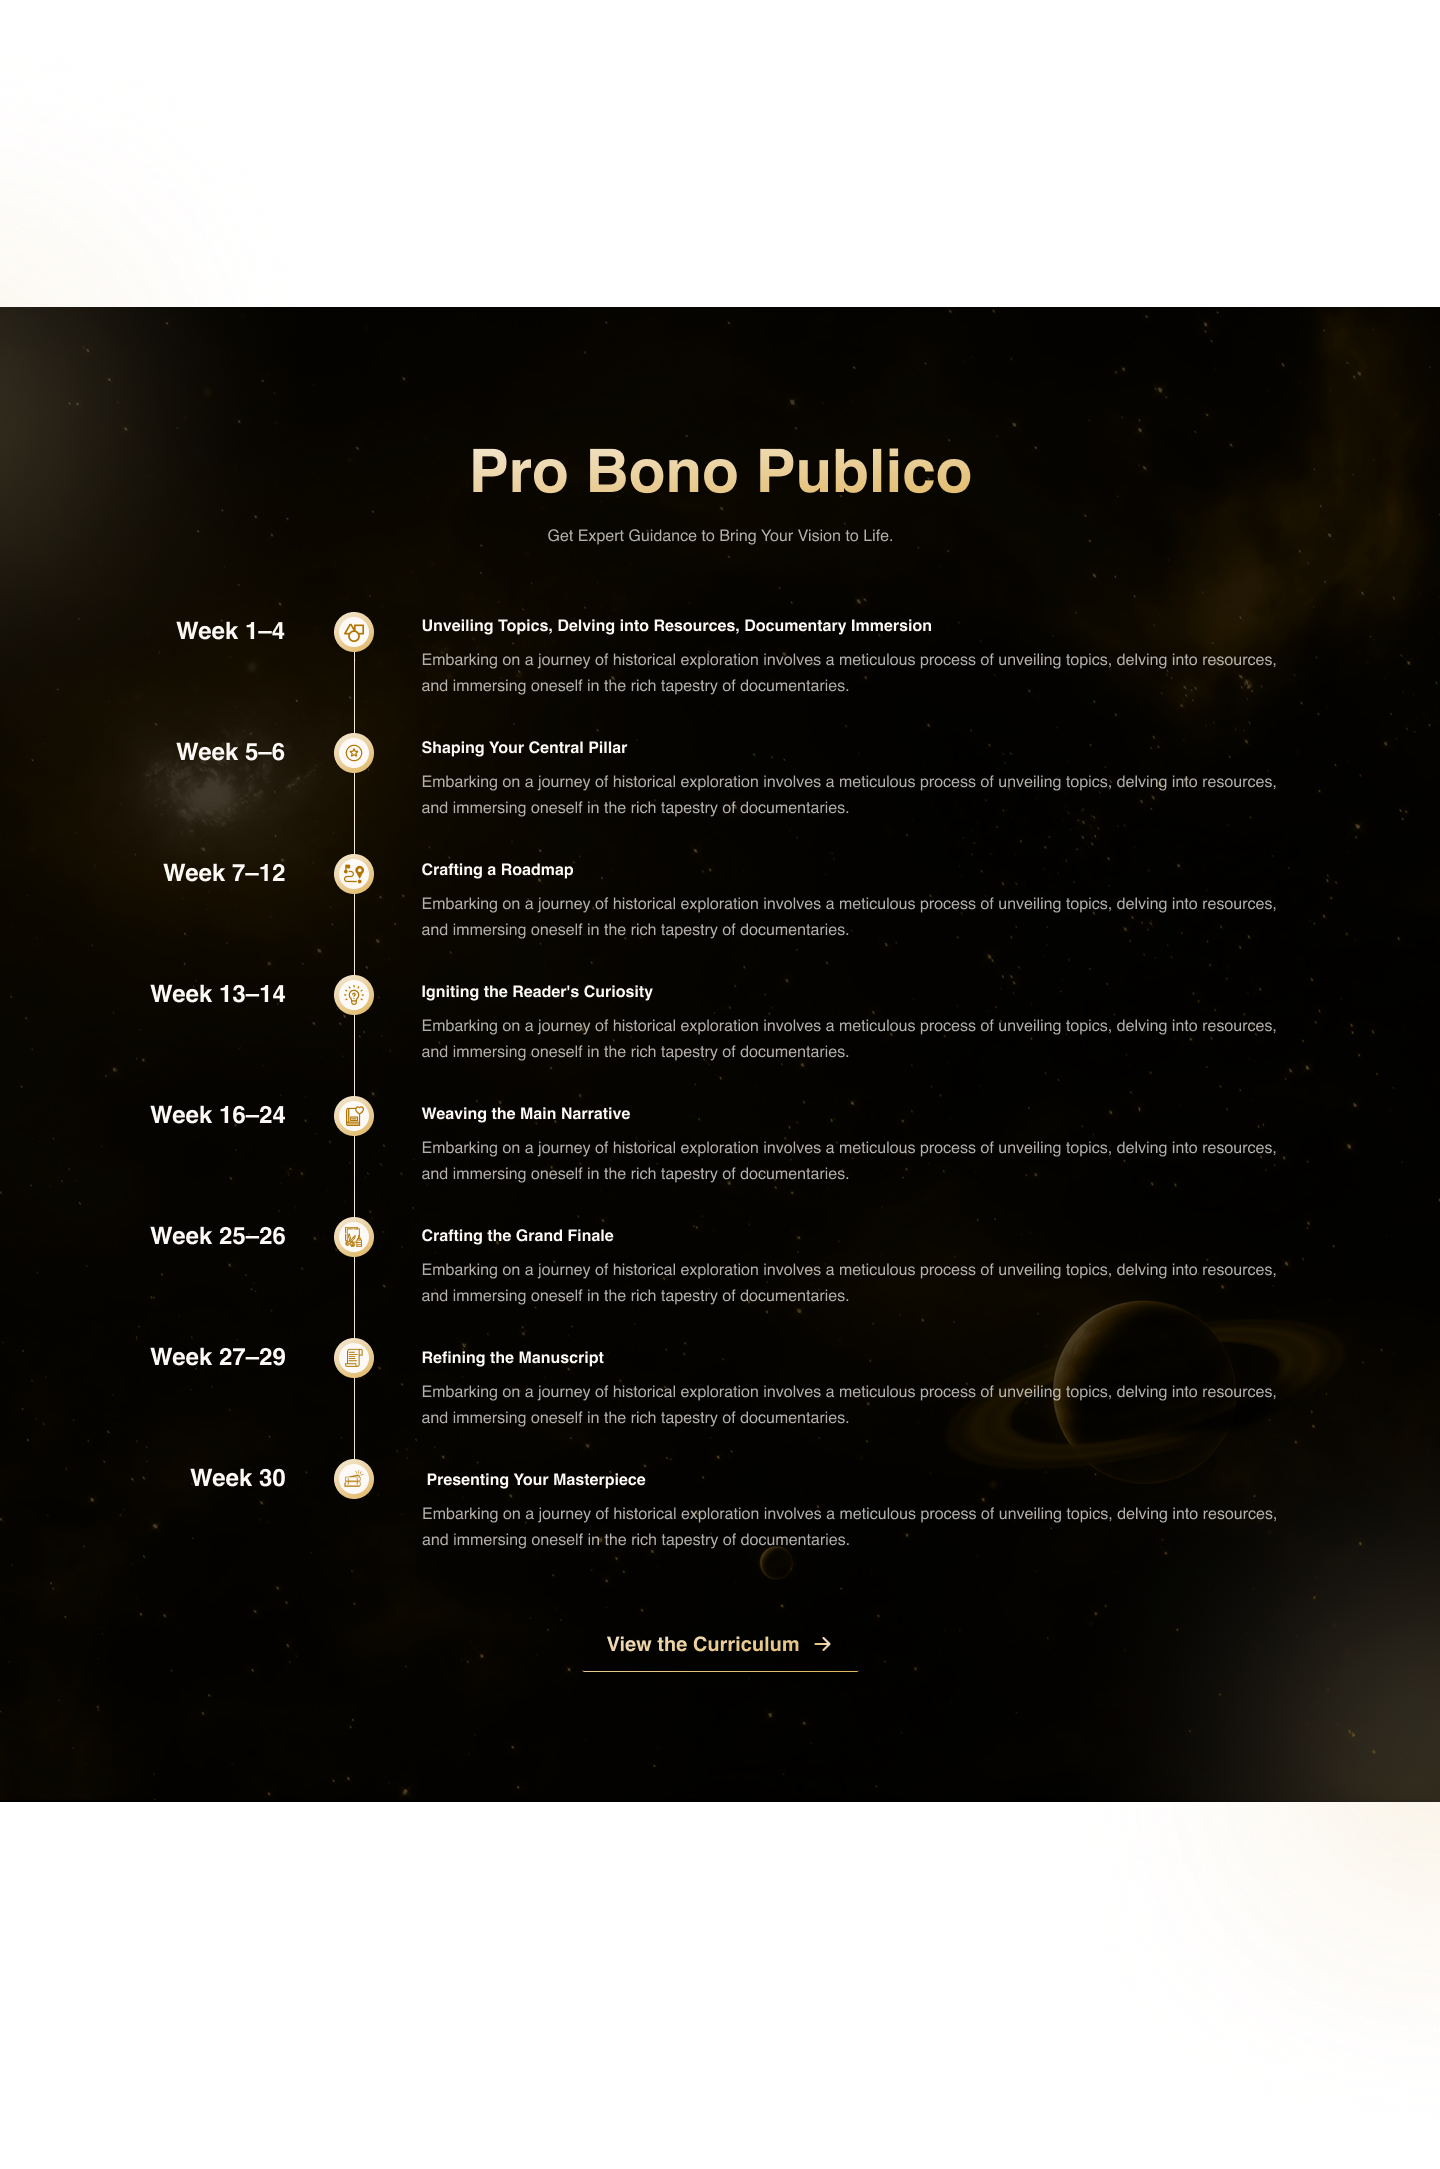 Pro Bono Publico
Get Expert Guidance to Bring Your Vision to Life.
Week 1–4
Unveiling Topics, Delving into Resources, Documentary Immersion
Embarking on a journey of historical exploration involves a meticulous process of unveiling topics, delving into resources,
and immersing oneself in the rich tapestry of documentaries.
Week 5–6
Shaping Your Central Pillar
Embarking on a journey of historical exploration involves a meticulous process of unveiling topics, delving into resources,
and immersing oneself in the rich tapestry of documentaries.
Week 7–12
Crafting a Roadmap
Embarking on a journey of historical exploration involves a meticulous process of unveiling topics, delving into resources,
and immersing oneself in the rich tapestry of documentaries.
Week 13–14
Igniting the Reader's Curiosity
Embarking on a journey of historical exploration involves a meticulous process of unveiling topics, delving into resources,
and immersing oneself in the rich tapestry of documentaries.
Week 16–24
Weaving the Main Narrative
Embarking on a journey of historical exploration involves a meticulous process of unveiling topics, delving into resources,
and immersing oneself in the rich tapestry of documentaries.
Week 25–26
Crafting the Grand Finale
Embarking on a journey of historical exploration involves a meticulous process of unveiling topics, delving into resources,
and immersing oneself in the rich tapestry of documentaries.
Week 27–29
Refining the Manuscript
Embarking on a journey of historical exploration involves a meticulous process of unveiling topics, delving into resources,
and immersing oneself in the rich tapestry of documentaries.
Week 30
Presenting Your Masterpiece
Embarking on a journey of historical exploration involves a meticulous process of unveiling topics, delving into resources,
and immersing oneself in the rich tapestry of documentaries.
View the Curriculum →